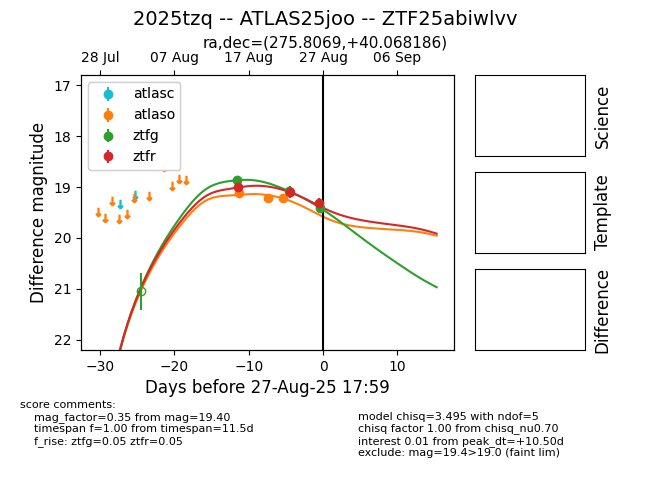 2025tzq -- ATLAS25joo -- ZTF25abiwlvv
ra,dec=(275.8069,+40.068186)
28 Jul 07 Aug 17 Aug 27 Aug 06 Sep
atlasc
atlaso
ztfg
ztfr
17
18
19
20
21
22
Difference magnitude
−30 −20 −10 0 10
Days before 27-Aug-25 17:59
Science
Template
Difference
score comments:
mag_factor=0.35 from mag=19.40
timespan f=1.00 from timespan=11.5d
f_rise: ztfg=0.05 ztfr=0.05
model chisq=3.495 with ndof=5
chisq factor 1.00 from chisq_nu0.70
interest 0.01 from peak_dt=+10.50d
exclude: mag=19.4>19.0 (faint lim)